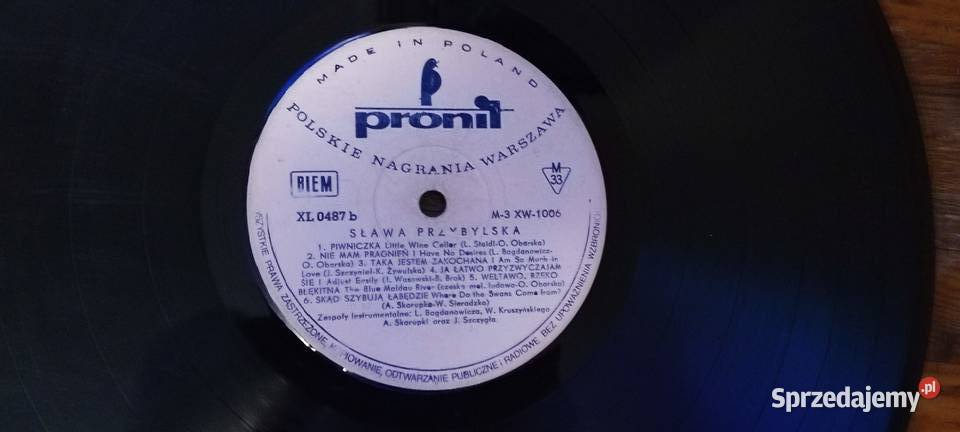 MADE IN POLAND
pronit
POLSKIE NAGRANIA WARSZAWA
BIEM
M
33
XL 0487 b
M-3 XW-1006
SŁAWA PRZYBYLSKA
1. PIWNICZKA Little Wine Celler (L. Staidl-O. Obarska)
2. NIE MAM PRAGNIEŃ I Have No Desires (L. Bogdanowicz-
O. Obarska) 3. TAKA JESTEM ZAKOCHANA I Am So Much in
Love (J. Szczyniel-K. Żywulska) 4. JA ŁATWO PRZYZWYCZAJAM
SIĘ I Adjust Easily (J. Wasowski-B. Brok) 5. WEŁTAWO, RZEKO
BŁĘKITNA The Blue Moldau River (czeska mel. ludowa-O. Obarska)
6. SKĄD SZYBUJĄ ŁABĘDZIE Where Do the Swans Come from?
(A. Skorupka-W. Sieradzka)
Zespoły Instrumentalne: L. Bogdanowicza, W. Kruszyńskiego
A. Skorupki oraz J. Szczygła
WSZYSTKIE PRAWA ZASTRZEŻONE, KOPIOWANIE, ODTWARZANIE PUBLICZNE I RADIOWE BEZ UPOWAŻNIENIA WZBRONIONE
Sprzedajemy.pl